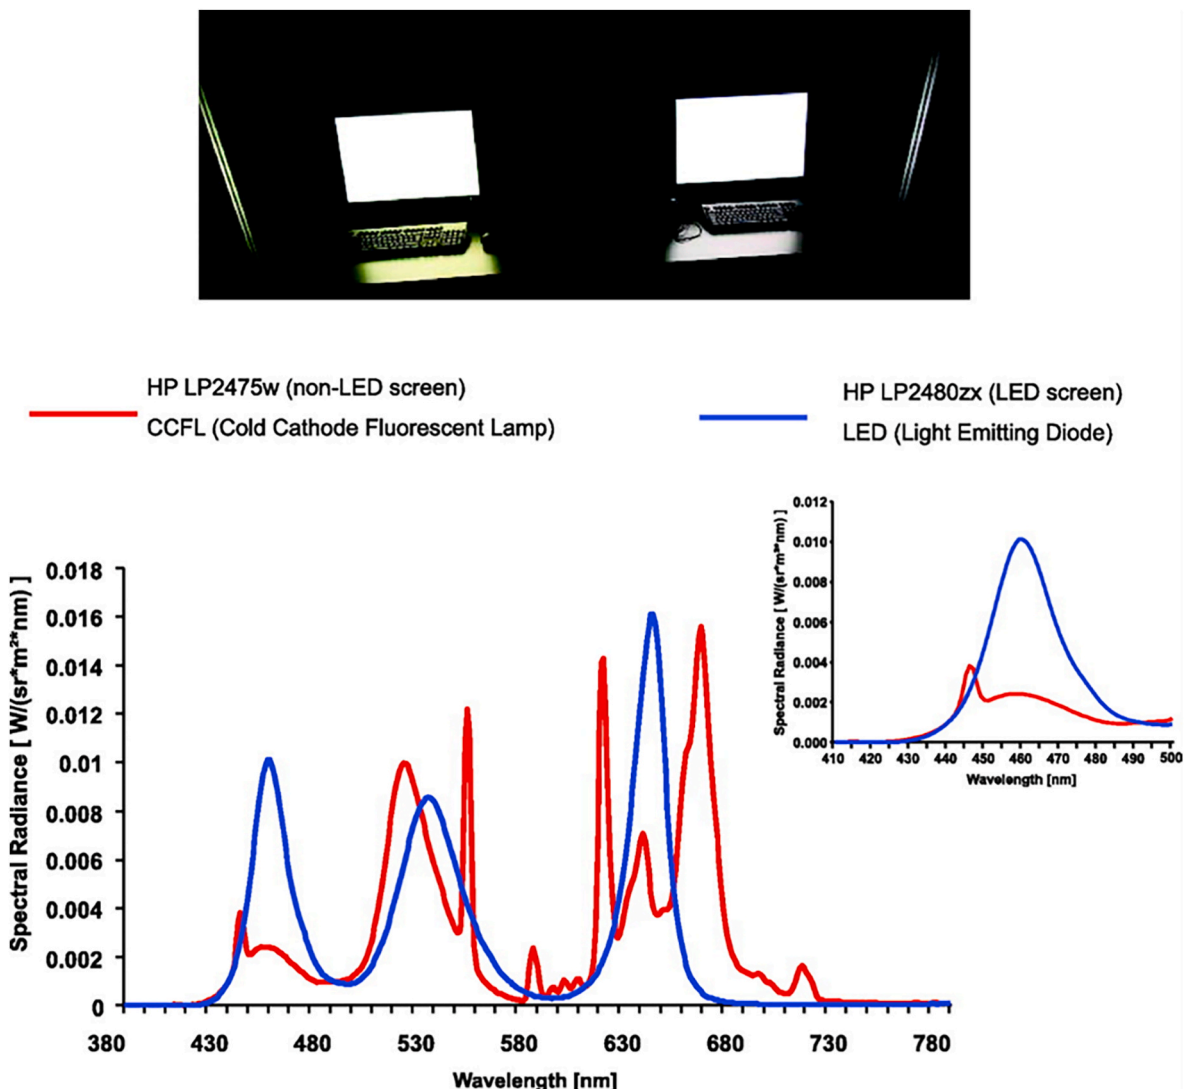 HP LP2475w (non-LED screen)
CCFL (Cold Cathode Fluorescent Lamp)
HP LP2480zx (LED screen)
LED (Light Emitting Diode)
Spectral Radiance [ W/(sr*m²*nm) ]
0.012
0.010
0.008
0.006
0.004
0.002
0.000
410 420 430 440 450 460 470 480 490 500
Wavelength [nm]
Spectral Radiance [ W/(sr*m²*nm) ]
0.018
0.016
0.014
0.012
0.01
0.008
0.006
0.004
0.002
0
380 430 480 530 580 630 680 730 780
Wavelength [nm]